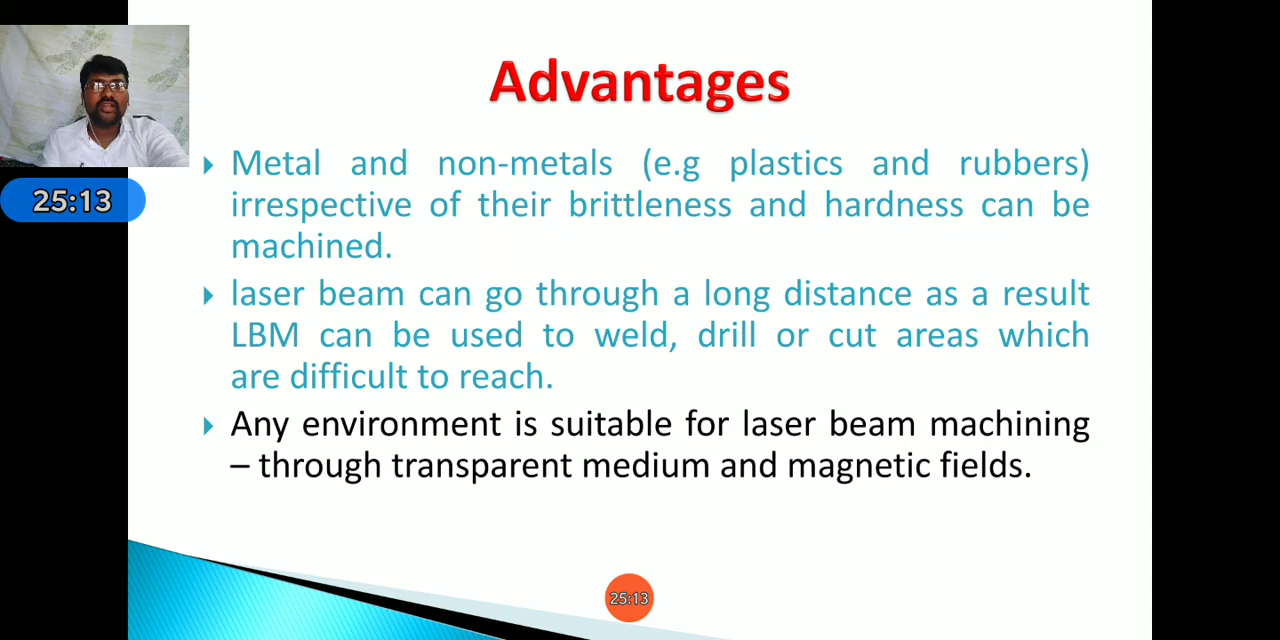 Advantages
Metal and non-metals (e.g plastics and rubbers)
irrespective of their brittleness and hardness can be
machined.
25:13
laser beam can go through a long distance as a result
LBM can be used to weld, drill or cut areas which
are difficult to reach.
Any environment is suitable for laser beam machining
– through transparent medium and magnetic fields.
25:13